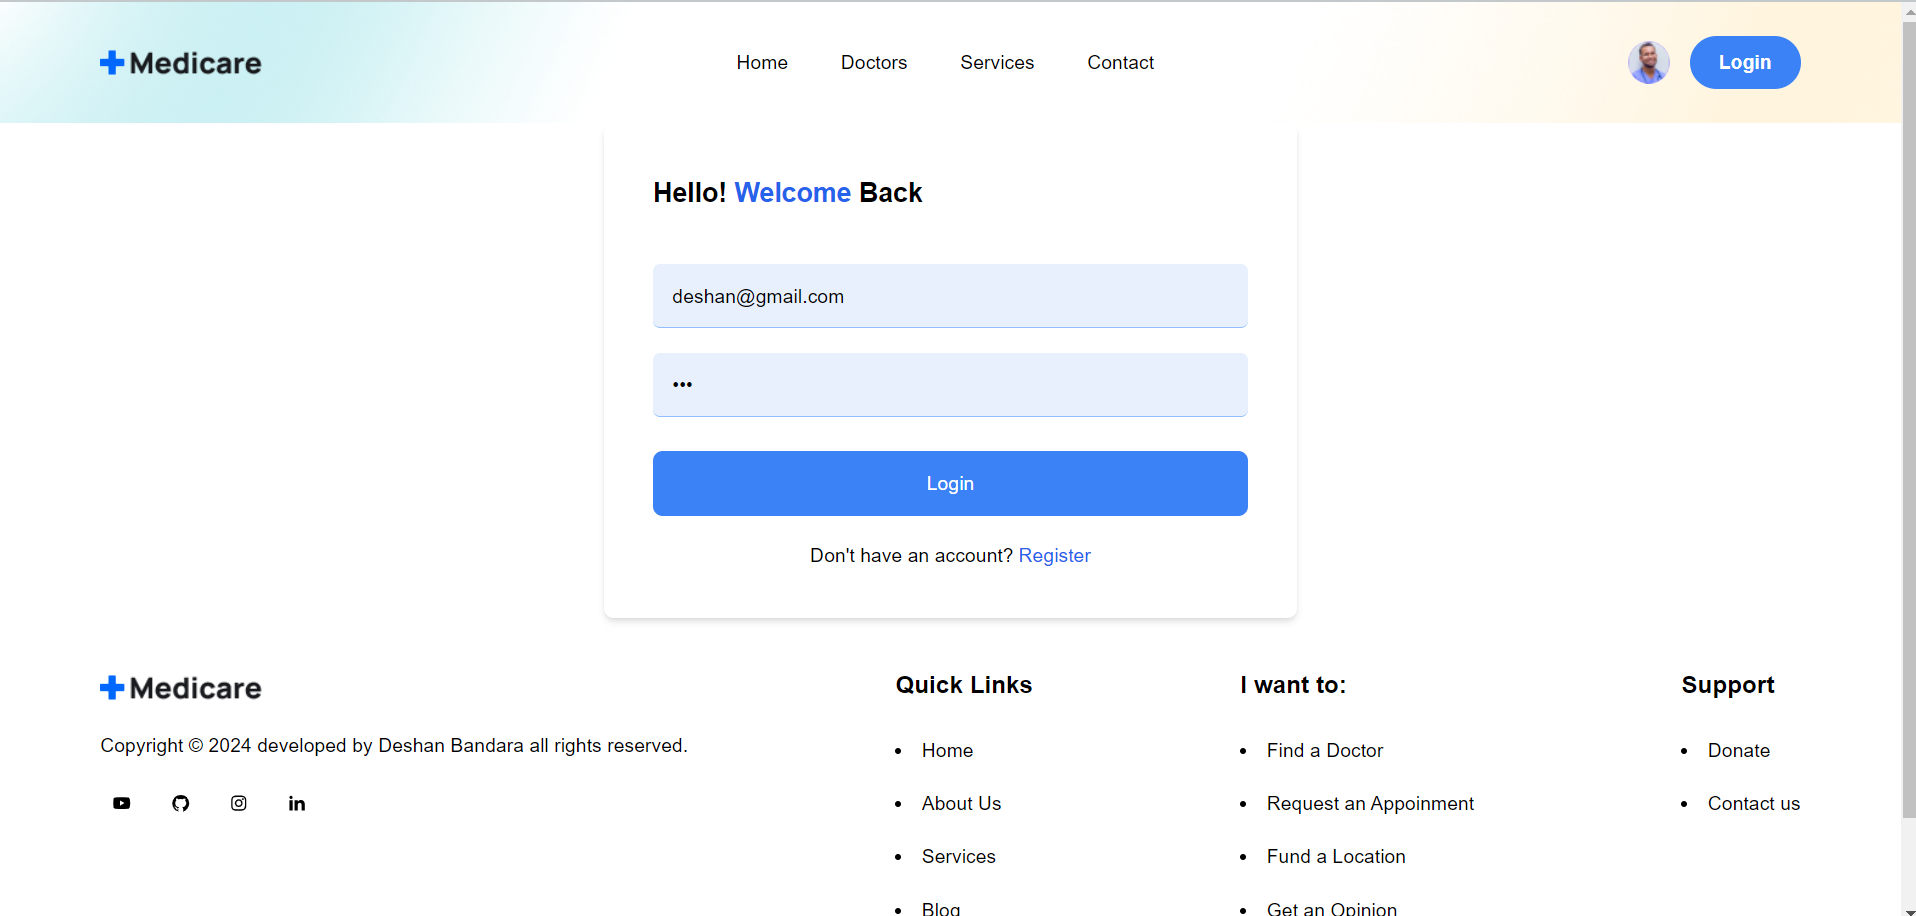 Medicare
Home Doctors Services Contact
Login
Hello! Welcome Back
deshan@gmail.com
•••
Login
Don't have an account? Register
Medicare
Copyright © 2024 developed by Deshan Bandara all rights reserved.
Quick Links
Home
About Us
Services
Blog
I want to:
Find a Doctor
Request an Appoinment
Fund a Location
Get an Opinion
Support
Donate
Contact us